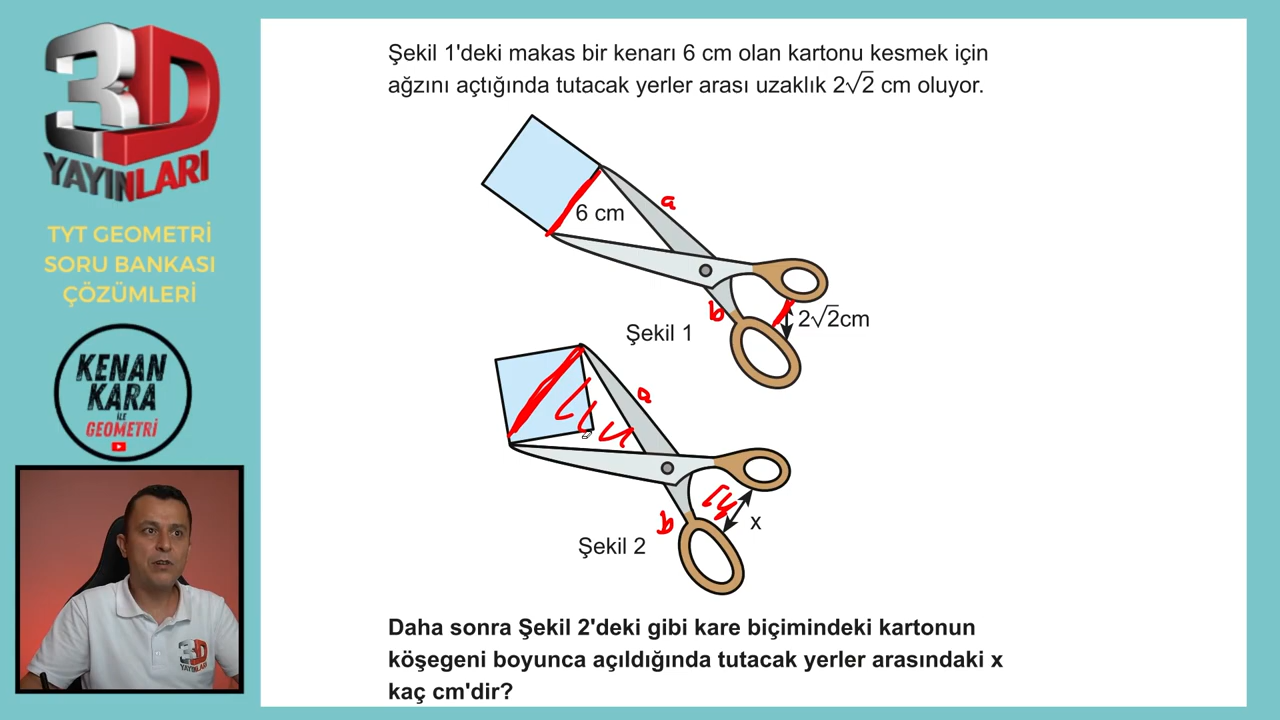 3D
YAYINLARI
TYT GEOMETRİ
SORU BANKASI
ÇÖZÜMLERİ
KENAN
KARA
İLE
GEOMETRİ
3D
YAYINLARI
Şekil 1'deki makas bir kenarı 6 cm olan kartonu kesmek için
ağzını açtığında tutacak yerler arası uzaklık 2√2 cm oluyor.
a
6 cm
b
2√2cm
Şekil 1
a
b
x
Şekil 2
Daha sonra Şekil 2'deki gibi kare biçimindeki kartonun
köşegeni boyunca açıldığında tutacak yerler arasındaki x
kaç cm'dir?